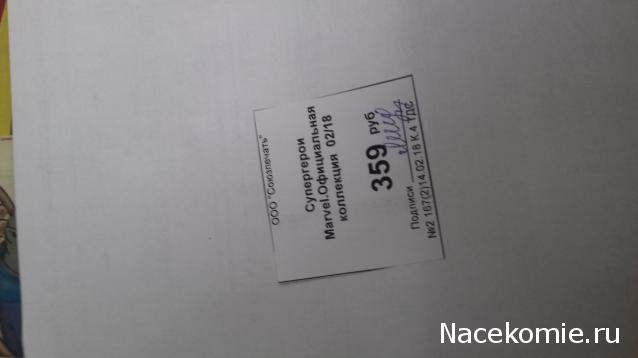 ООО "Союзпечать"
Супергерои
Marvel.Официальная
коллекция 02/18
359 руб
Подписи
№2 167(2)14.02.18 К.4 ТДС
Nacekomie.ru